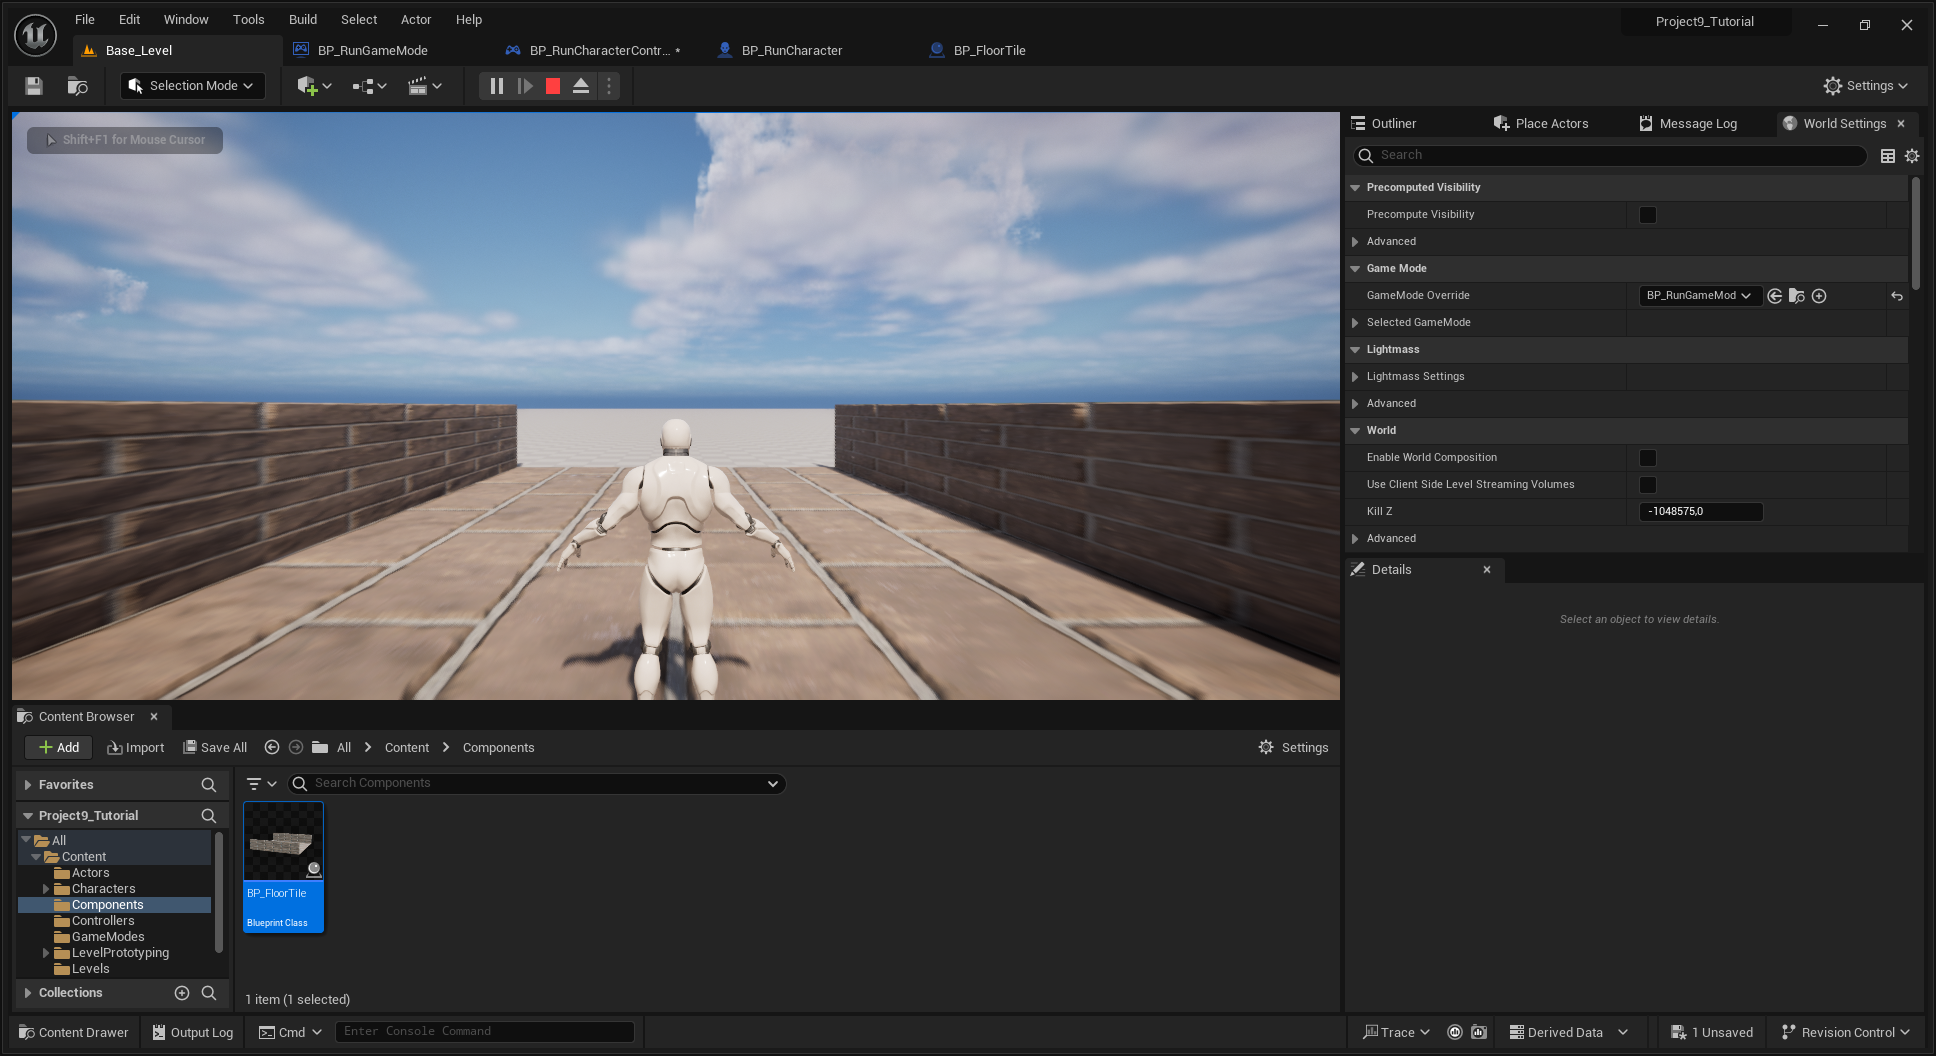 File Edit Window Tools Build Select Actor Help
Project9_Tutorial
Base_Level
BP_RunGameMode
BP_RunCharacterContr... *
BP_RunCharacter
BP_FloorTile
Selection Mode
Settings
Shift+F1 for Mouse Cursor
Outliner
Place Actors
Message Log
World Settings
Search
Precomputed Visibility
Precompute Visibility
Advanced
Game Mode
GameMode Override
BP_RunGameMod
Selected GameMode
Lightmass
Lightmass Settings
Advanced
World
Enable World Composition
Use Client Side Level Streaming Volumes
Kill Z
-1048575,0
Advanced
Details
Select an object to view details.
Content Browser
Add
Import
Save All
All
Content
Components
Settings
Favorites
Project9_Tutorial
All
Content
Actors
Characters
Components
Controllers
GameModes
LevelPrototyping
Levels
Collections
Search Components
BP_FloorTile
Blueprint Class
1 item (1 selected)
Content Drawer
Output Log
Cmd
Enter Console Command
Trace
Derived Data
1 Unsaved
Revision Control